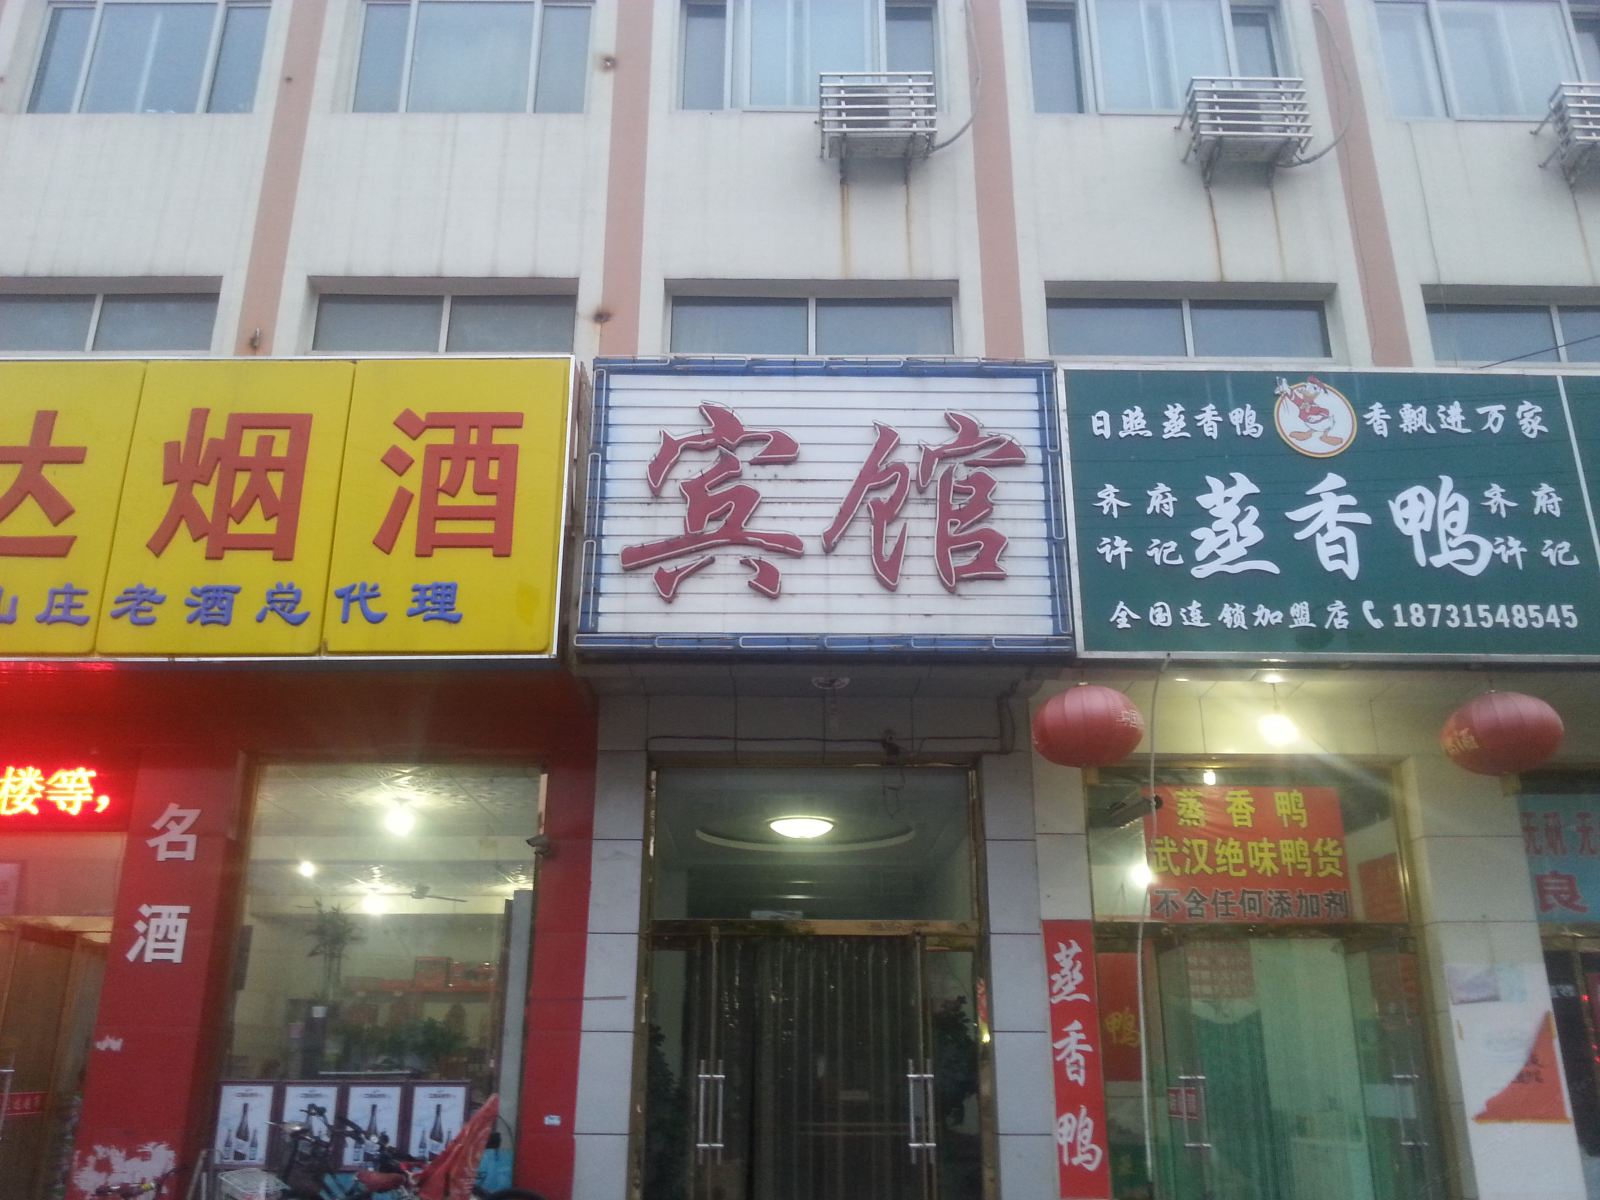 达烟酒
山庄老酒总代理
宾馆
日照蒸香鸭 香飘进万家
齐府 蒸香鸭 齐府
许记 许记
全国连锁加盟店 18731548545
楼等，
名酒
蒸香鸭
武汉绝味鸭货
不含任何添加剂
蒸香鸭
鸭
良